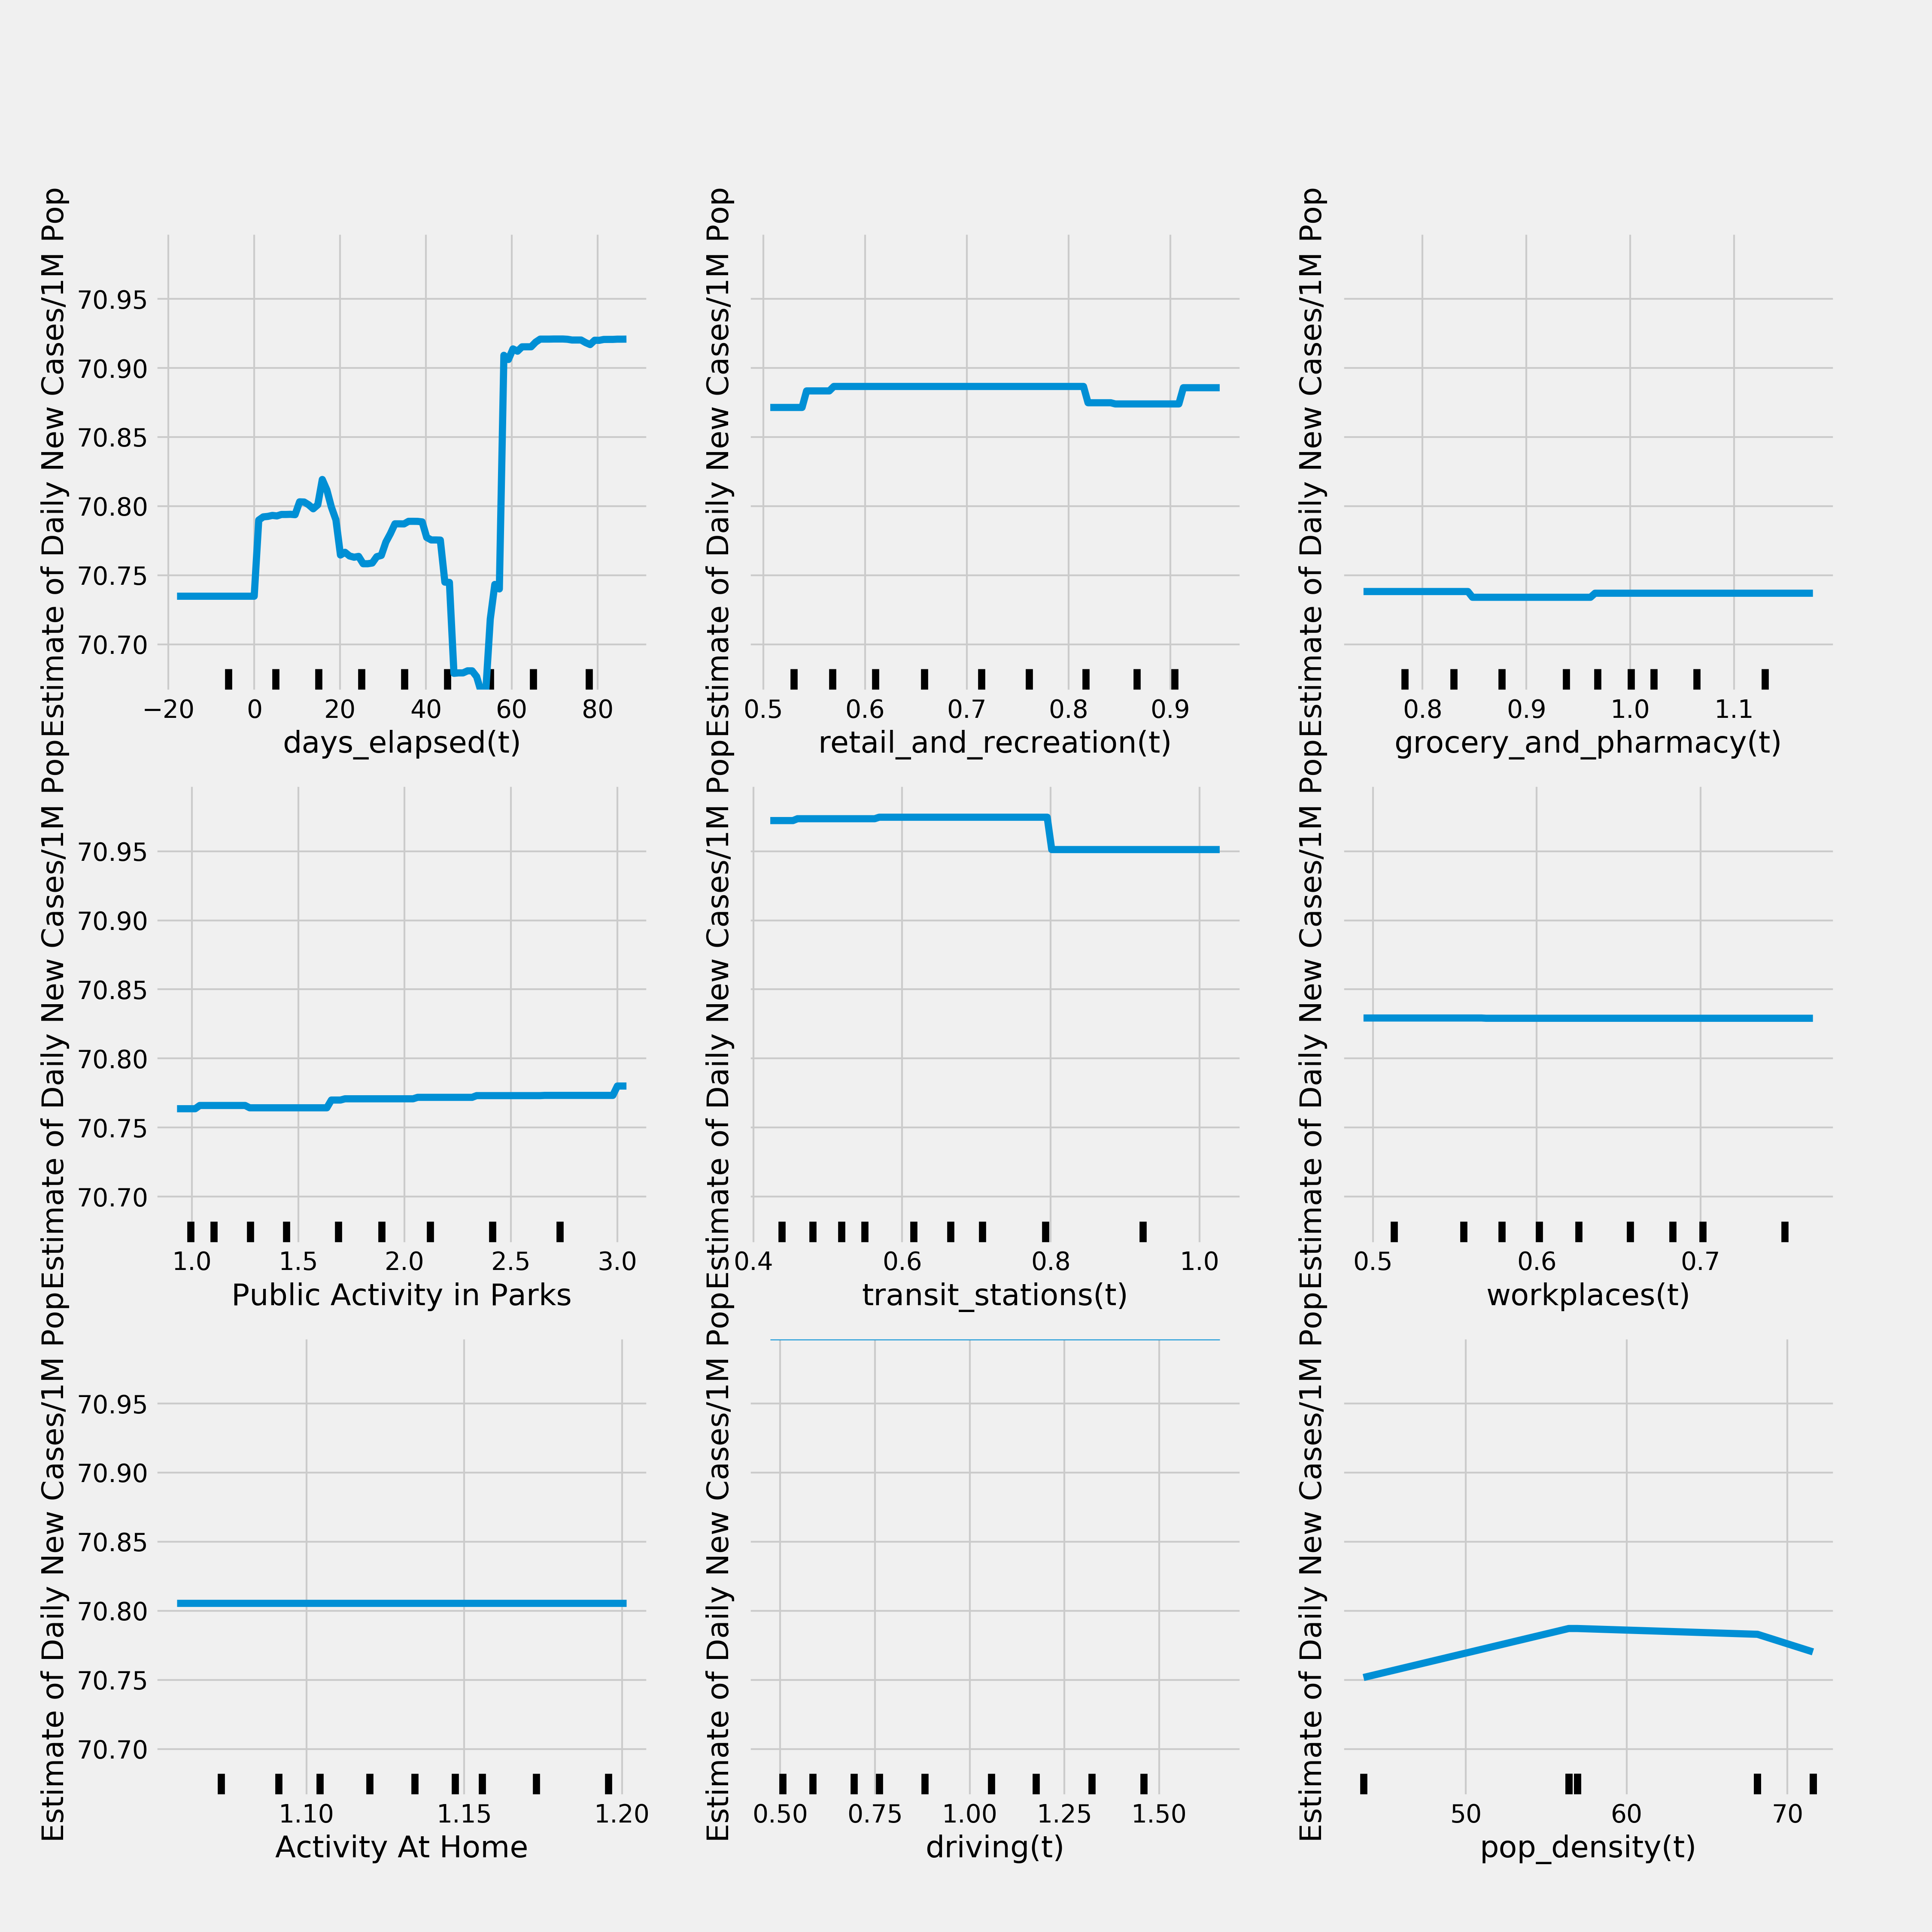 Estimate of Daily New Cases/1M Pop
70.95
70.90
70.85
70.80
70.75
70.70
−20 0 20 40 60 80
days_elapsed(t)
Estimate of Daily New Cases/1M Pop
0.5 0.6 0.7 0.8 0.9
retail_and_recreation(t)
Estimate of Daily New Cases/1M Pop
0.8 0.9 1.0 1.1
grocery_and_pharmacy(t)
Estimate of Daily New Cases/1M Pop
70.95
70.90
70.85
70.80
70.75
70.70
1.0 1.5 2.0 2.5 3.0
Public Activity in Parks
Estimate of Daily New Cases/1M Pop
0.4 0.6 0.8 1.0
transit_stations(t)
Estimate of Daily New Cases/1M Pop
0.5 0.6 0.7
workplaces(t)
Estimate of Daily New Cases/1M Pop
70.95
70.90
70.85
70.80
70.75
70.70
1.10 1.15 1.20
Activity At Home
Estimate of Daily New Cases/1M Pop
0.50 0.75 1.00 1.25 1.50
driving(t)
Estimate of Daily New Cases/1M Pop
50 60 70
pop_density(t)